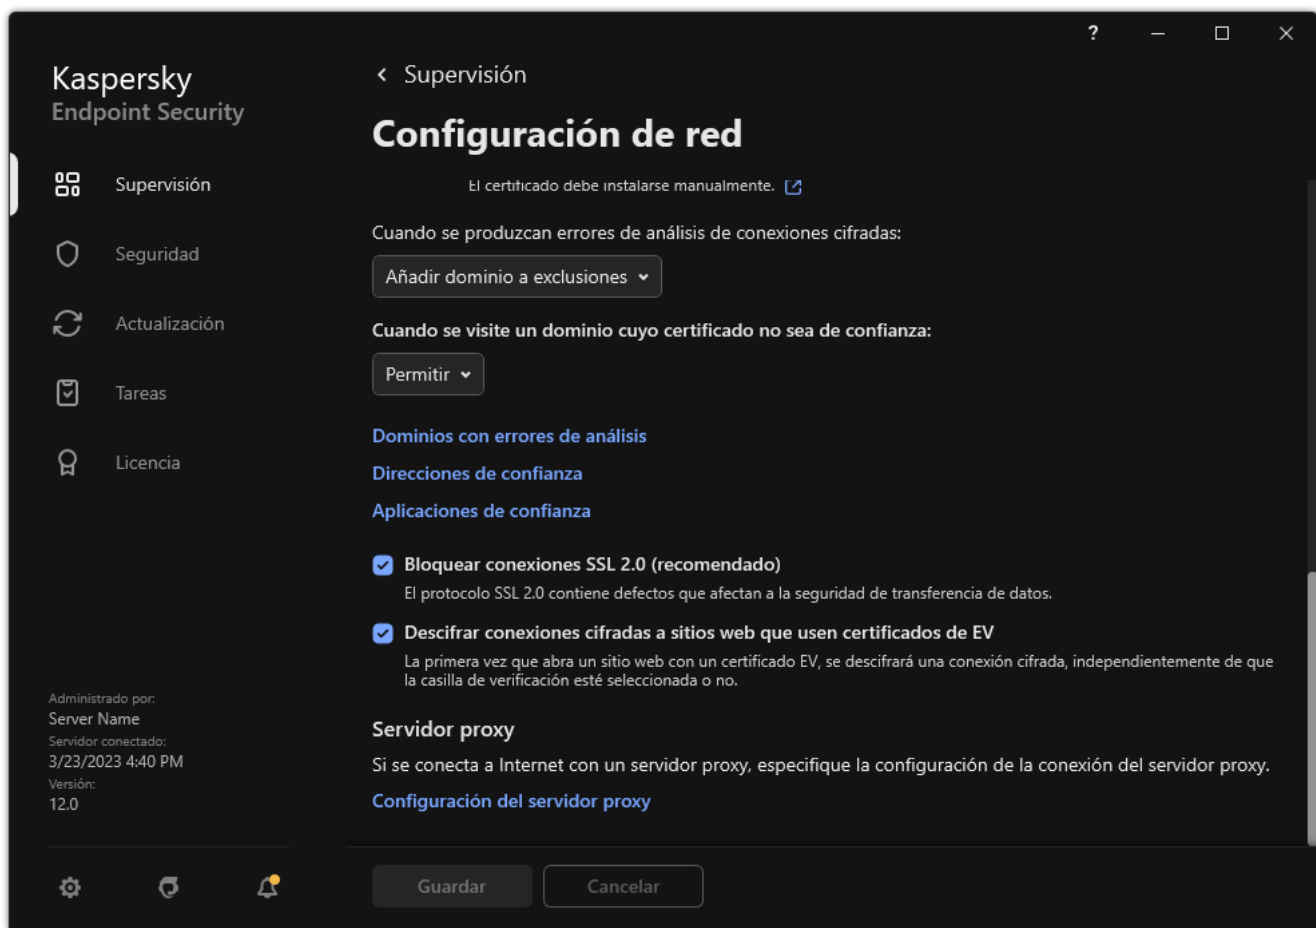 ?
Kaspersky
Endpoint Security
Supervisión
Seguridad
Actualización
Tareas
Licencia
Administrado por:
Server Name
Servidor conectado:
3/23/2023 4:40 PM
Versión:
12.0
Supervisión
Configuración de red
El certificado debe instalarse manualmente.
Cuando se produzcan errores de análisis de conexiones cifradas:
Añadir dominio a exclusiones
Cuando se visite un dominio cuyo certificado no sea de confianza:
Permitir
Dominios con errores de análisis
Direcciones de confianza
Aplicaciones de confianza
Bloquear conexiones SSL 2.0 (recomendado)
El protocolo SSL 2.0 contiene defectos que afectan a la seguridad de transferencia de datos.
Descifrar conexiones cifradas a sitios web que usen certificados de EV
La primera vez que abra un sitio web con un certificado EV, se descifrará una conexión cifrada, independientemente de que
la casilla de verificación esté seleccionada o no.
Servidor proxy
Si se conecta a Internet con un servidor proxy, especifique la configuración de la conexión del servidor proxy.
Configuración del servidor proxy
Guardar
Cancelar